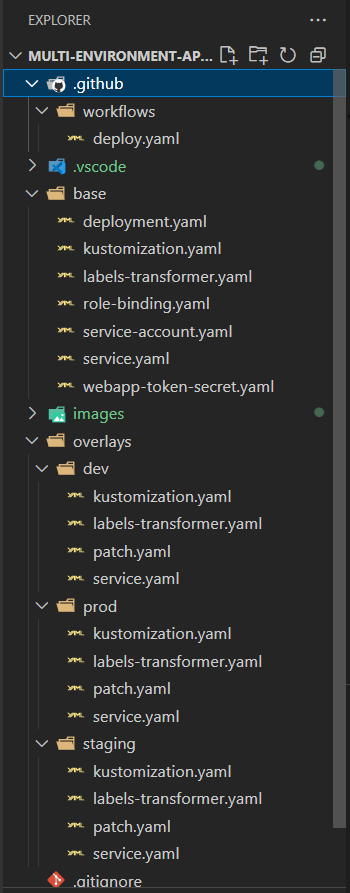 EXPLORER
MULTI-ENVIRONMENT-AP...
.github
workflows
deploy.yaml
.vscode
base
deployment.yaml
kustomization.yaml
labels-transformer.yaml
role-binding.yaml
service-account.yaml
service.yaml
webapp-token-secret.yaml
images
overlays
dev
kustomization.yaml
labels-transformer.yaml
patch.yaml
service.yaml
prod
kustomization.yaml
labels-transformer.yaml
patch.yaml
service.yaml
staging
kustomization.yaml
labels-transformer.yaml
patch.yaml
service.yaml
.gitignore